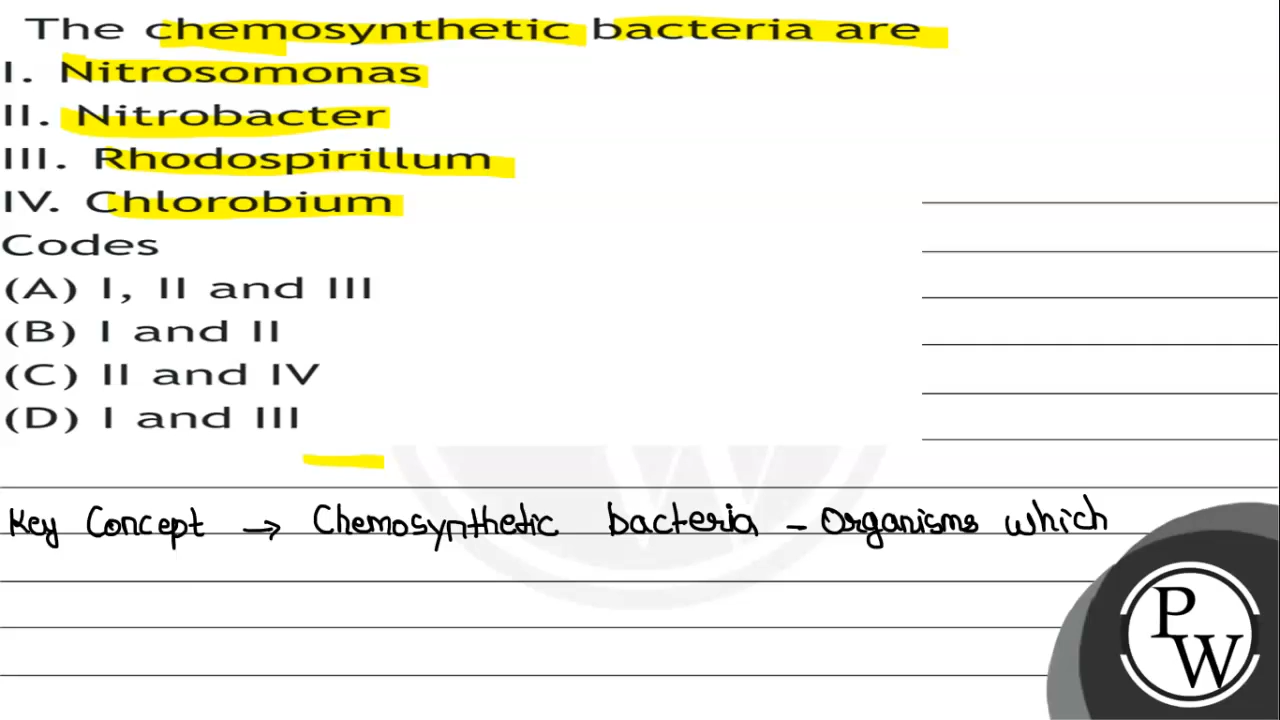 The chemosynthetic bacteria are
I. Nitrosomonas
II. Nitrobacter
III. Rhodospirillum
IV. Chlorobium
Codes
(A) I, II and III
(B) I and II
(C) II and IV
(D) I and III
Key Concept → Chemosynthetic bacteria - Organisms which
PW